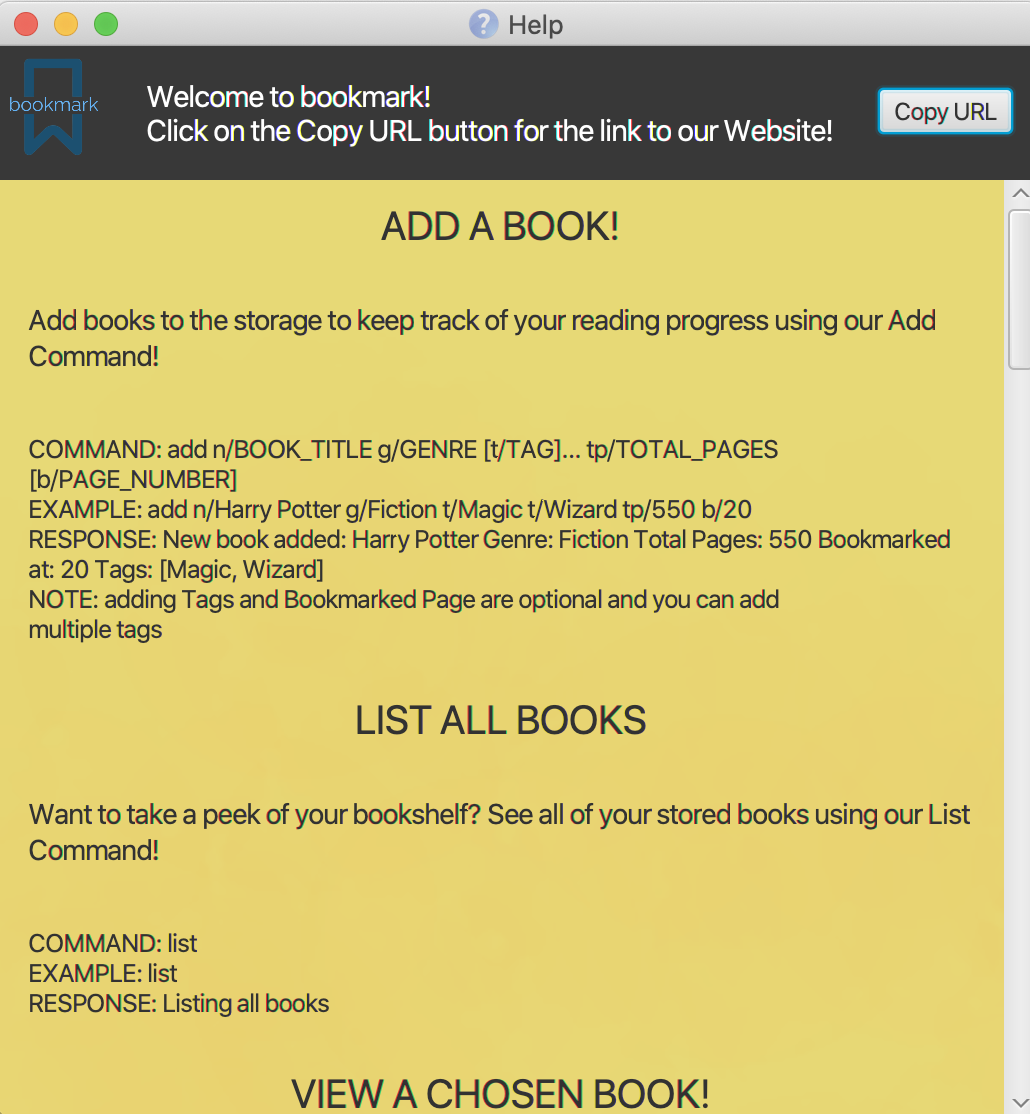 Help
bookmark
Welcome to bookmark!
Click on the Copy URL button for the link to our Website!
Copy URL
ADD A BOOK!
Add books to the storage to keep track of your reading progress using our Add
Command!
COMMAND: add n/BOOK_TITLE g/GENRE [t/TAG]... tp/TOTAL_PAGES
[b/PAGE_NUMBER]
EXAMPLE: add n/Harry Potter g/Fiction t/Magic t/Wizard tp/550 b/20
RESPONSE: New book added: Harry Potter Genre: Fiction Total Pages: 550 Bookmarked
at: 20 Tags: [Magic, Wizard]
NOTE: adding Tags and Bookmarked Page are optional and you can add
multiple tags
LIST ALL BOOKS
Want to take a peek of your bookshelf? See all of your stored books using our List
Command!
COMMAND: list
EXAMPLE: list
RESPONSE: Listing all books
VIEW A CHOSEN BOOK!